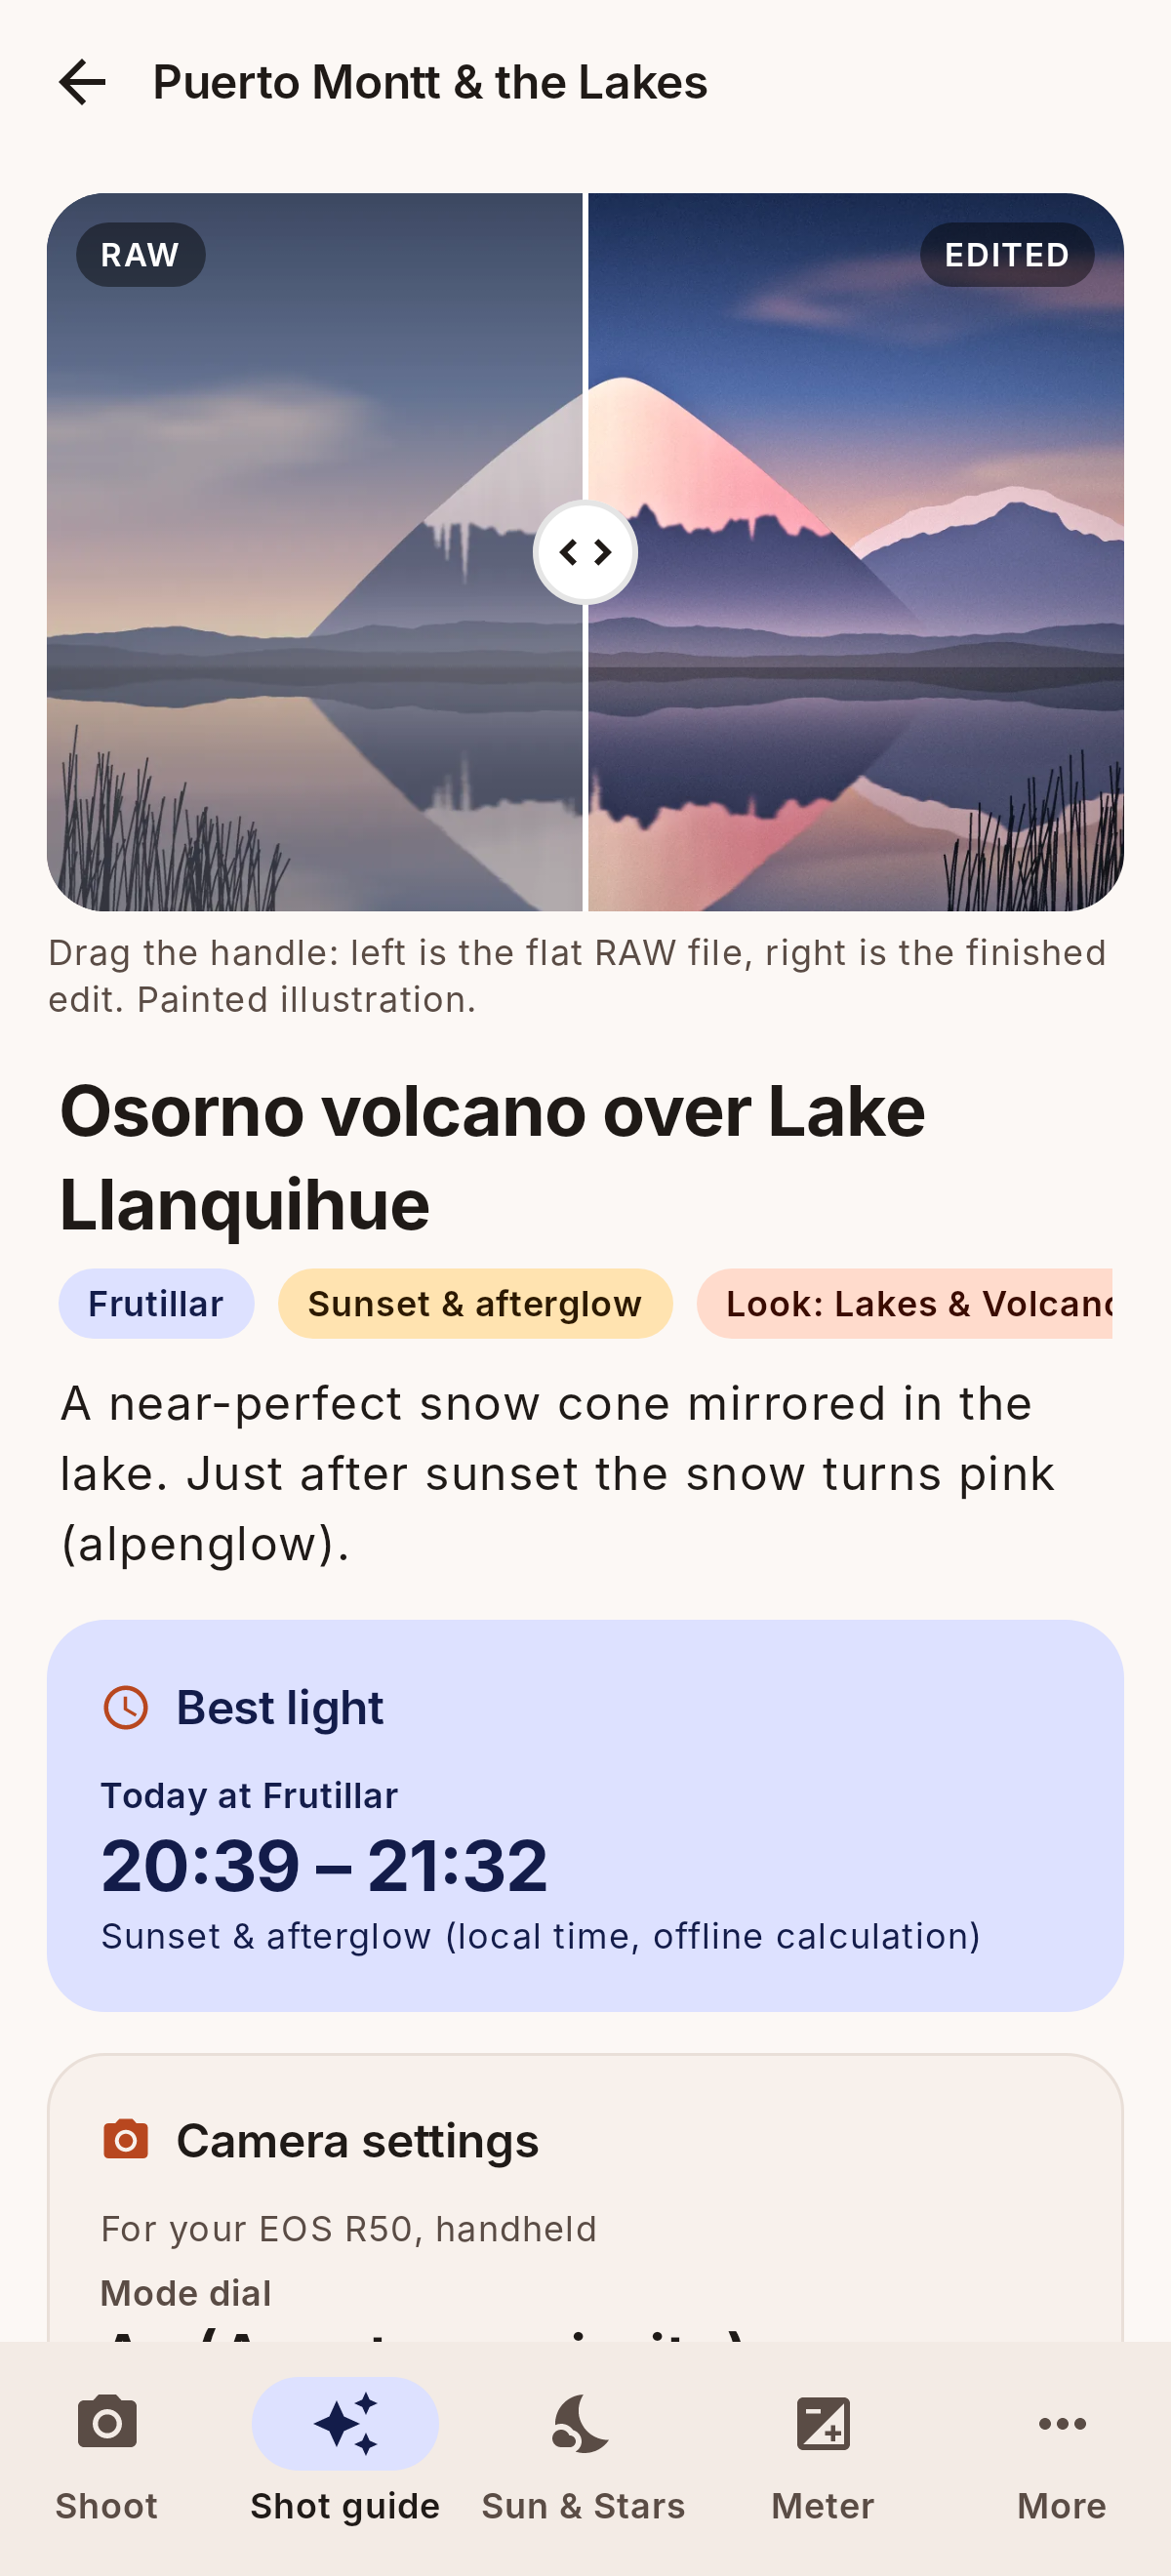 Puerto Montt & the Lakes
RAW
EDITED
Drag the handle: left is the flat RAW file, right is the finished
edit. Painted illustration.
Osorno volcano over Lake
Llanquihue
Frutillar
Sunset & afterglow
Look: Lakes &
A near-perfect snow cone mirrored in the
lake. Just after sunset the snow turns pink
(alpenglow).
Best light
Today at Frutillar
20:39 – 21:32
Sunset & afterglow (local time, offline calculation)
Camera settings
For your EOS R50, handheld
Mode dial
Shoot
Shot guide
Sun & Stars
Meter
More